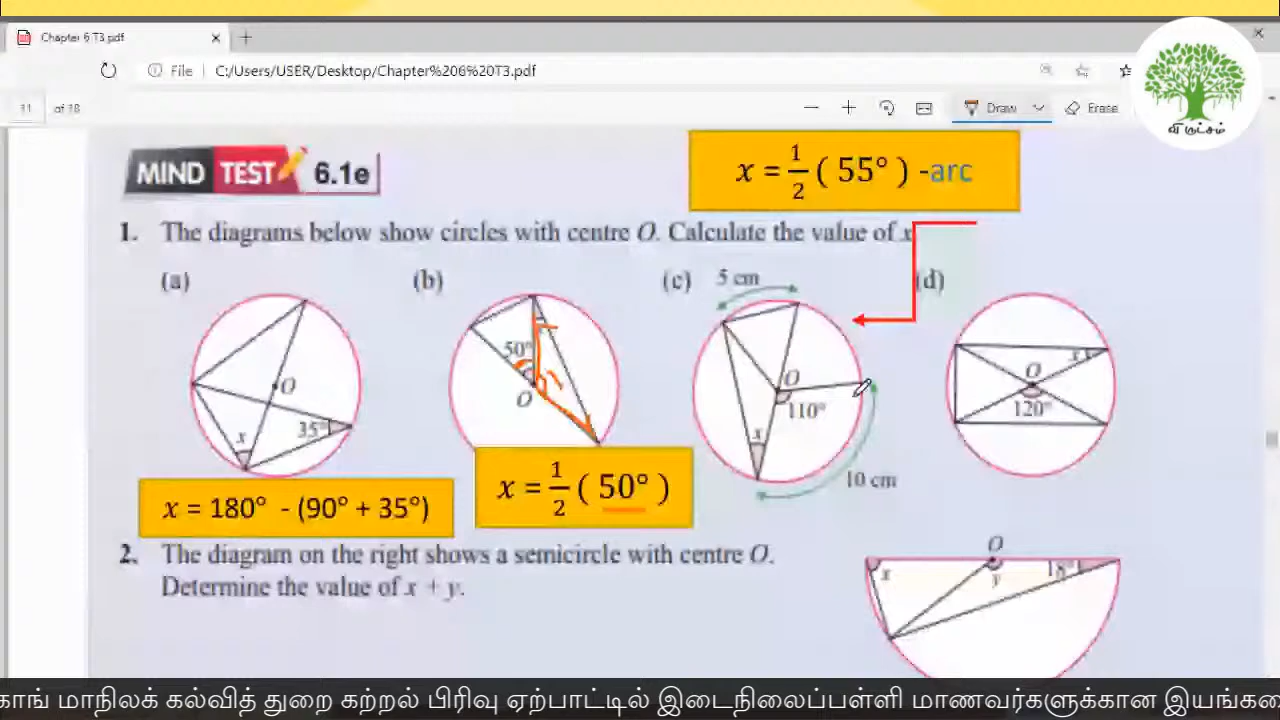 Chapter 6 T3.pdf
File C:/Users/USER/Desktop/Chapter%206%20T3.pdf
11 of 18
Draw Erase
விருட்சம்
MIND TEST 6.1e
x = 1/2 ( 55° ) -arc
1. The diagrams below show circles with centre O. Calculate the value of x
(a) (b) (c) (d)
5 cm
O
35°
x
50°
O
O
110°
x
10 cm
O
120°
x
x = 180° - (90° + 35°)
x = 1/2 ( 50° )
2. The diagram on the right shows a semicircle with centre O.
Determine the value of x + y.
O
x y 18°
காங் மாநிலக் கல்வித் துறை கற்றல் பிரிவு ஏற்பாட்டில் இடைநிலைப்பள்ளி மாணவர்களுக்கான